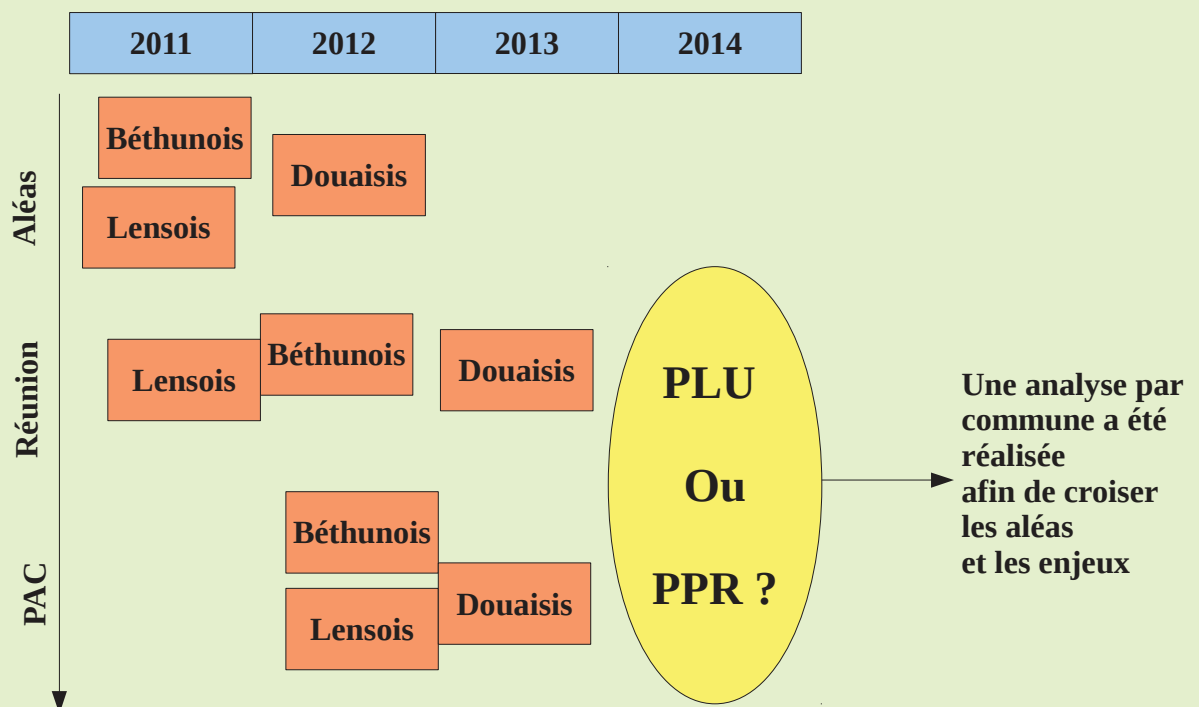 2011 2012 2013 2014
Aléas
Béthunois
Douaisis
Lensois
Réunion
Béthunois
Lensois
Douaisis
PAC
Béthunois
Douaisis
Lensois
PLU
Ou
PPR ?
Une analyse par
commune a été
réalisée
afin de croiser
les aléas
et les enjeux